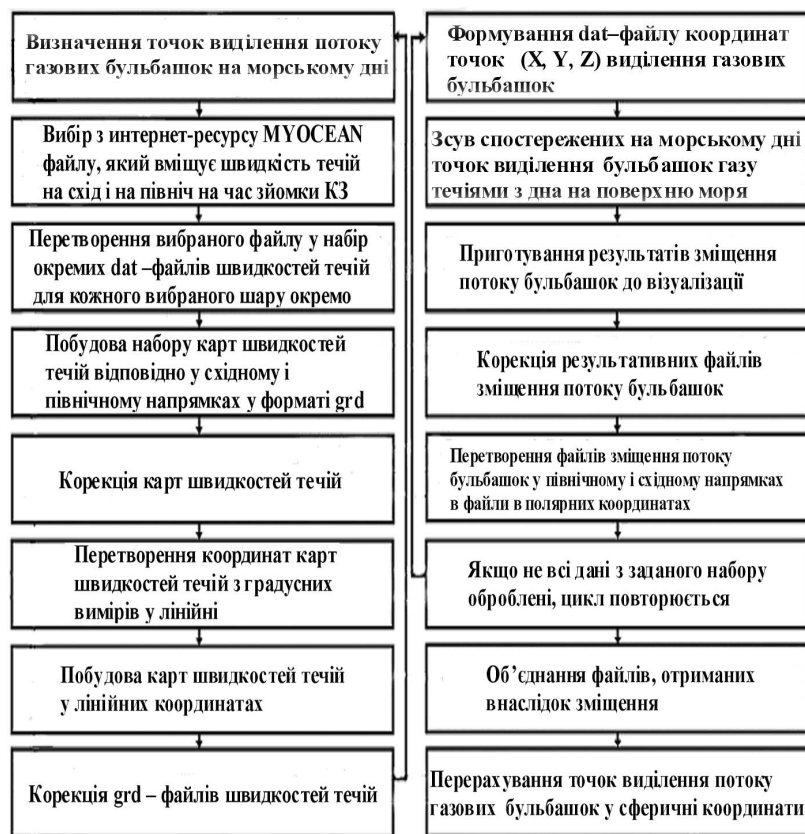 Визначення точок виділення потоку
газових бульбашок на морському дні
Вибір з интернет-ресурсу MYOCEAN
файлу, який вміщує швидкість течій
на схід і на північ на час зйомки КЗ
Перетворення вибраного файлу у набір
окремих dat –файлів швидкостей течій
для кожного вибраного шару окремо
Побудова набору карт швидкостей
течій відповідно у східному і
північному напрямках у форматі grd
Корекція карт швидкостей течій
Перетворення координат карт
швидкостей течій з градусних
вимірів у лінійні
Побудова карт швидкостей течій
у лінійних координатах
Корекція grd – файлів швидкостей течій
Формування dat–файлу координат
точок (X, Y, Z) виділення газових
бульбашок
Зсув спостережених на морському дні
точок виділення бульбашок газу
течіями з дна на поверхню моря
Приготування результатів зміщення
потоку бульбашок до візуалізації
Корекція результативних файлів
зміщення потоку бульбашок
Перетворення файлів зміщення потоку
бульбашок у північному і східному напрямках
в файли в полярних координатах
Якщо не всі дані з заданого набору
оброблені, цикл повторюється
Об’єднання файлів, отриманих
внаслідок зміщення
Перерахування точок виділення потоку
газових бульбашок у сферичні координати